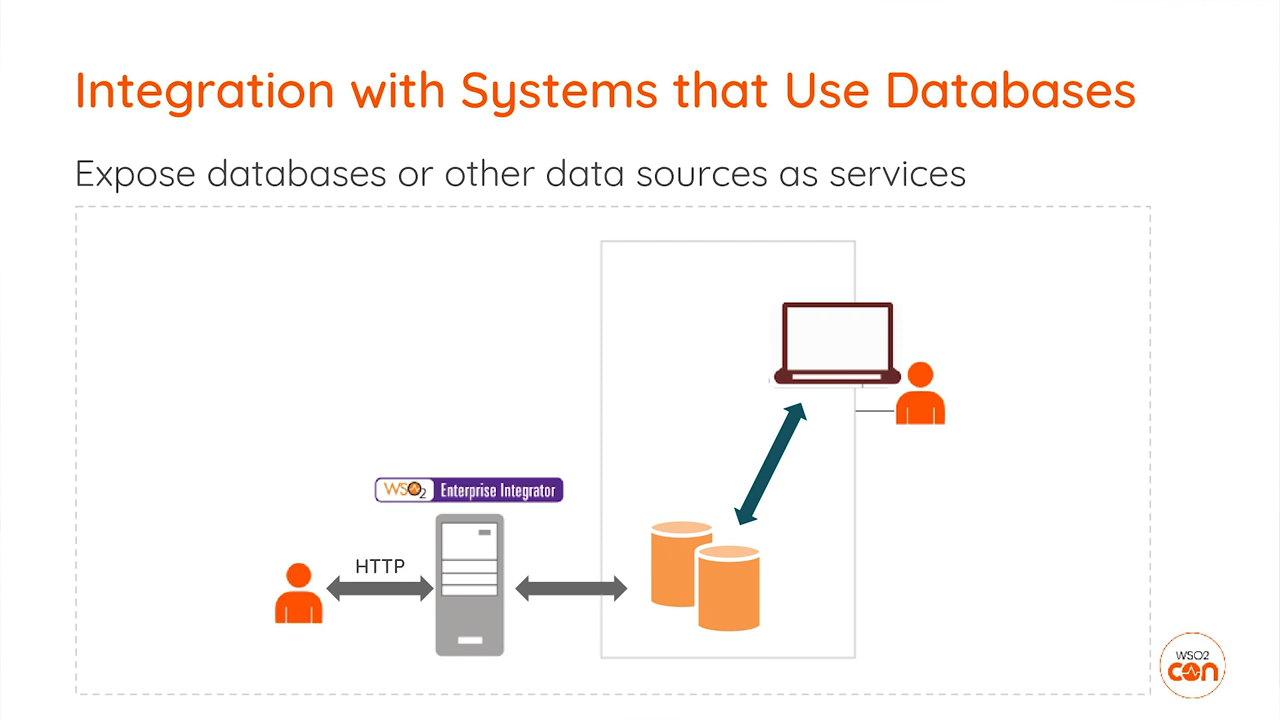 Integration with Systems that Use Databases
Expose databases or other data sources as services
WSO2 Enterprise Integrator
HTTP
WSO2
con